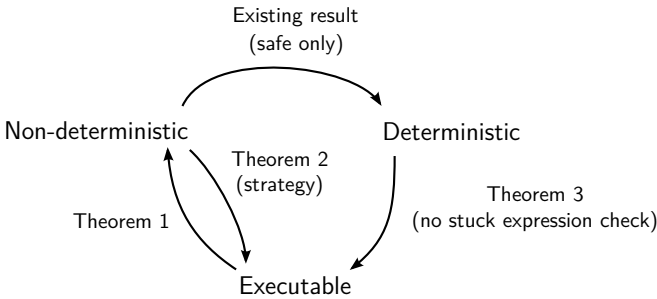 Existing result
(safe only)
Non-deterministic
Deterministic
Theorem 2
(strategy)
Theorem 3
(no stuck expression check)
Theorem 1
Executable